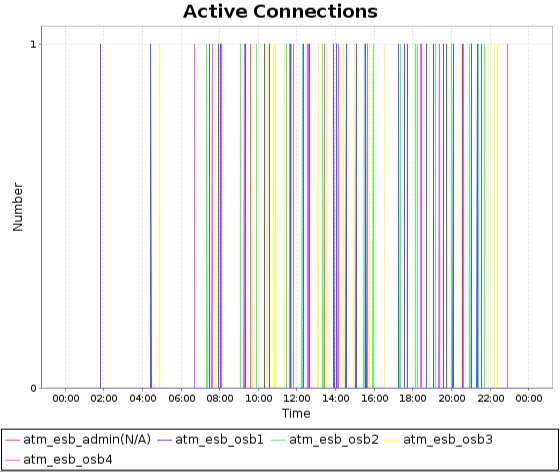 Active Connections
Number
1
0
00:00 02:00 04:00 06:00 08:00 10:00 12:00 14:00 16:00 18:00 20:00 22:00 00:00
Time
atm_esb_admin(N/A) atm_esb_osb1 atm_esb_osb2 atm_esb_osb3
atm_esb_osb4